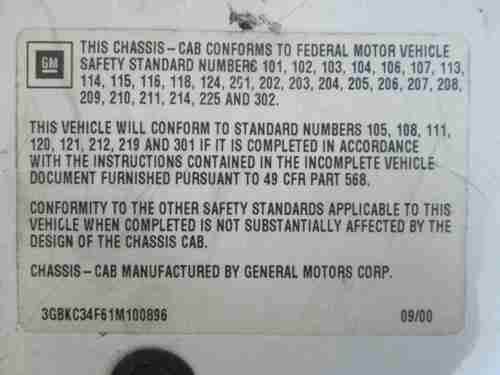 GM
THIS CHASSIS-CAB CONFORMS TO FEDERAL MOTOR VEHICLE
SAFETY STANDARD NUMBERS 101, 102, 103, 104, 106, 107, 113,
114, 115, 116, 118, 124, 201, 202, 203, 204, 205, 206, 207, 208,
209, 210, 211, 214, 225 AND 302.
THIS VEHICLE WILL CONFORM TO STANDARD NUMBERS 105, 108, 111,
120, 121, 212, 219 AND 301 IF IT IS COMPLETED IN ACCORDANCE
WITH THE INSTRUCTIONS CONTAINED IN THE INCOMPLETE VEHICLE
DOCUMENT FURNISHED PURSUANT TO 49 CFR PART 568.
CONFORMITY TO THE OTHER SAFETY STANDARDS APPLICABLE TO THIS
VEHICLE WHEN COMPLETED IS NOT SUBSTANTIALLY AFFECTED BY THE
DESIGN OF THE CHASSIS CAB.
CHASSIS-CAB MANUFACTURED BY GENERAL MOTORS CORP.
3GBKC34F61M100896 09/00